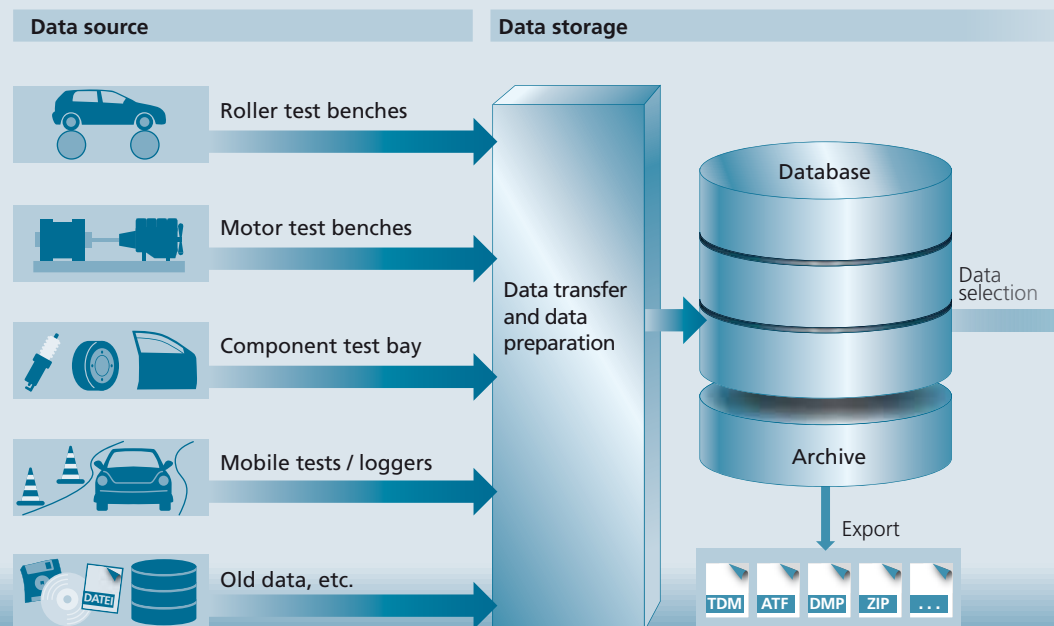 Data source
Data storage
Roller test benches
Motor test benches
Component test bay
Mobile tests / loggers
Old data, etc.
DATEI
Data transfer
and data
preparation
Database
Archive
Data
selection
Export
TDM
ATF
DMP
ZIP
...